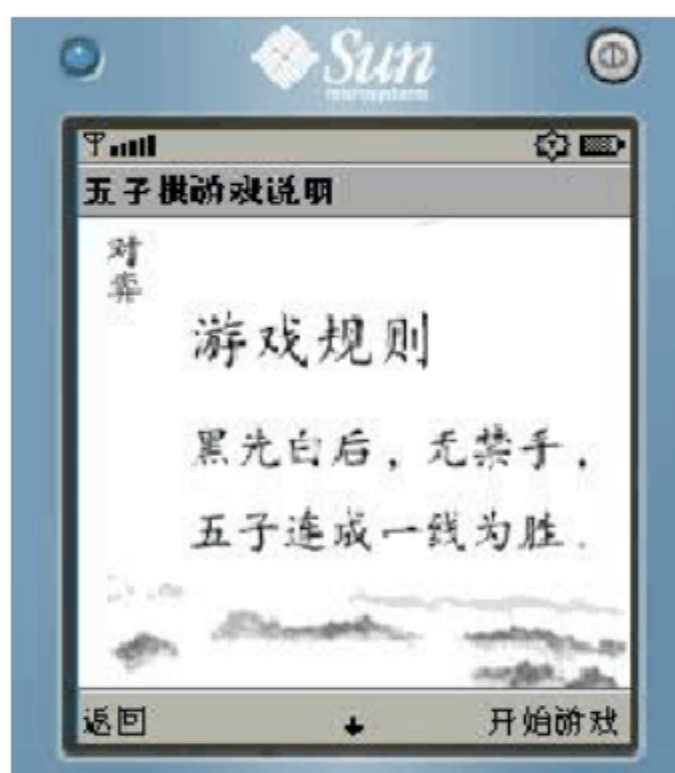 Sun
microsystems
五子棋游戏说明
对
弈
游戏规则
黑先白后，无禁手，
五子连成一线为胜．
返回
开始游戏